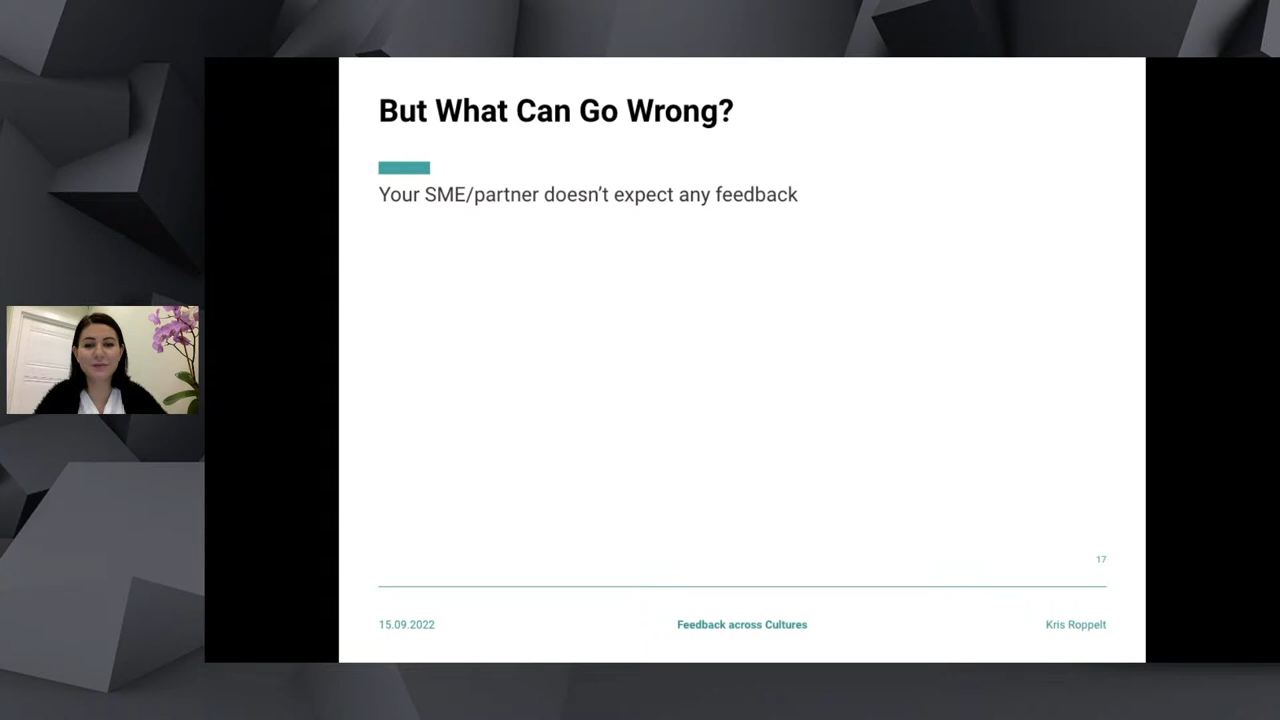 But What Can Go Wrong?
Your SME/partner doesn’t expect any feedback
17
15.09.2022
Feedback across Cultures
Kris Roppelt